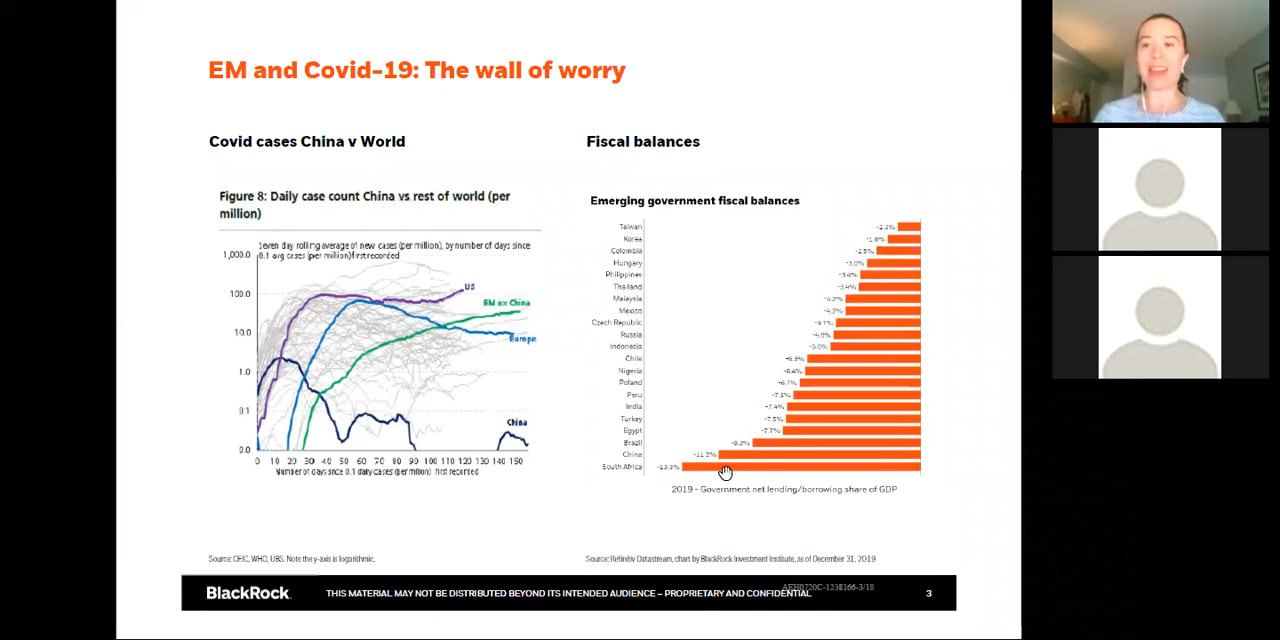 EM and Covid-19: The wall of worry
Covid cases China v World
Figure 8: Daily case count China vs rest of world (per
million)
Seven day rolling average of new cases (per million), by number of days since
0.1 avg cases (per million) first recorded
1,000.0
100.0
10.0
1.0
0.1
0.0
US
EM ex China
Europe
China
0 10 20 30 40 50 60 70 80 90 100 110 120 130 140 150
Number of days since 0.1 daily cases (per million) first recorded
Source: CEIC, WHO, UBS. Note the y-axis is logarithmic.
Fiscal balances
Emerging government fiscal balances
Taiwan
Korea -1.6%
Colombia -2.5%
Hungary -3.0%
Philippines -3.4%
Thailand -3.4%
Malaysia -4.2%
Mexico -4.2%
Czech Republic -4.7%
Russia -4.8%
Indonesia -5.0%
Chile -6.3%
Nigeria -6.4%
Poland -6.7%
Peru -7.1%
India -7.4%
Turkey -7.5%
Egypt -7.7%
Brazil -9.3%
China -11.2%
South Africa -13.3%
2019 - Government net lending/borrowing share of GDP
Source: Refinitiv Datastream, chart by BlackRock Investment Institute, as of December 31, 2019
AEH0720C-1238166-3/18
BlackRock.
THIS MATERIAL MAY NOT BE DISTRIBUTED BEYOND ITS INTENDED AUDIENCE – PROPRIETARY AND CONFIDENTIAL
3